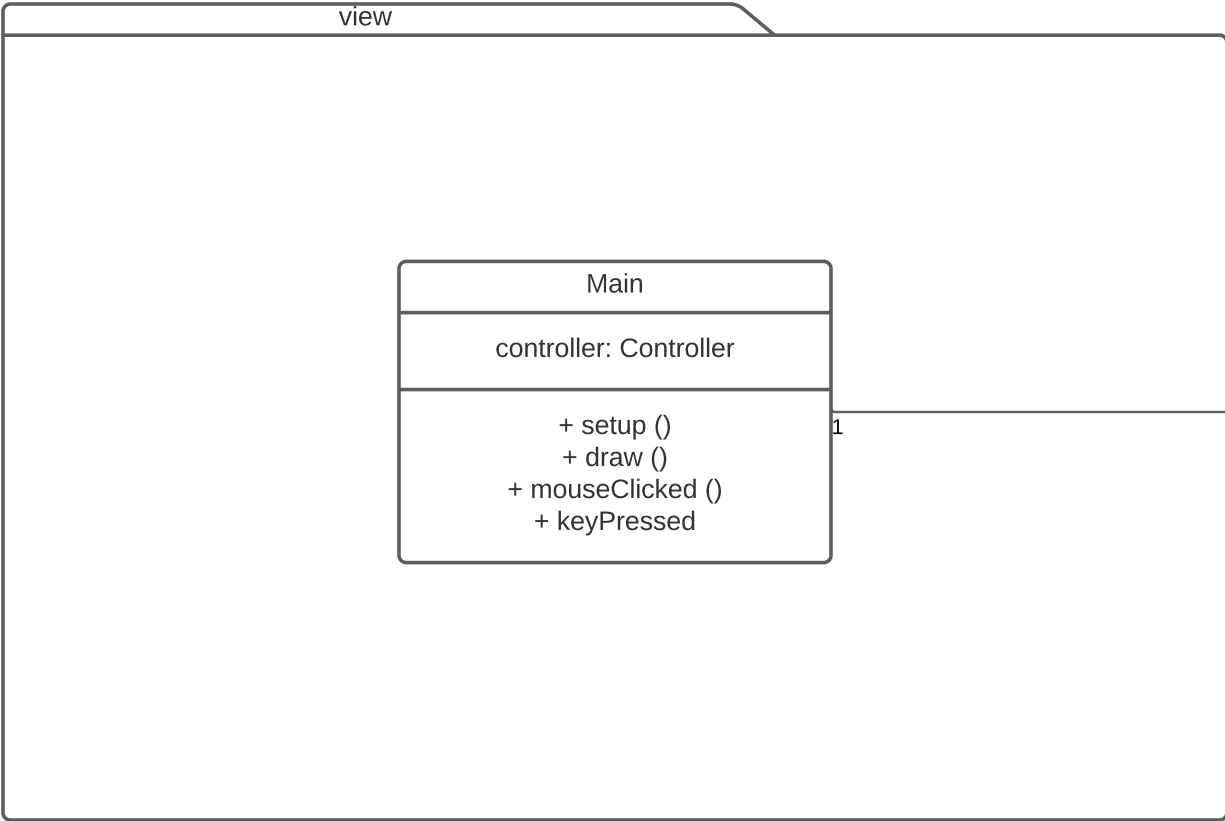 view
Main
controller: Controller
+ setup ()
+ draw ()
+ mouseClicked ()
+ keyPressed
1